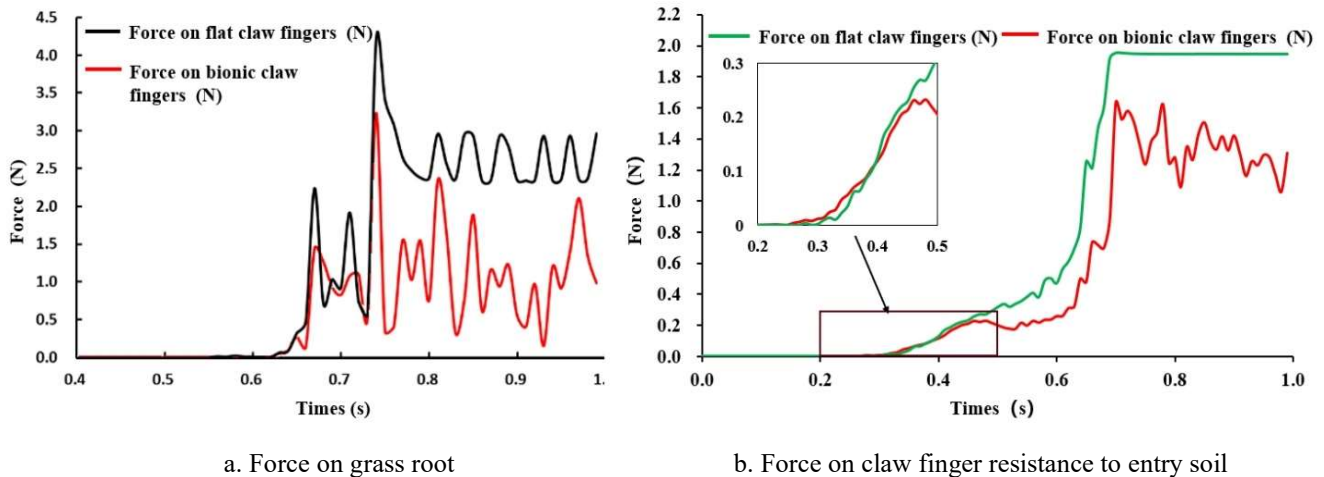 Force on flat claw fingers (N)
Force on bionic claw
fingers (N)
4.5
4.0
4.5
3.0
2.5
2.0
1.5
1.0
0.5
0.0
Force (N)
0.4 0.5 0.6 0.7 0.8 0.9 1.
Times (s)
a. Force on grass root
Force on flat claw fingers (N) Force on bionic claw fingers (N)
2.2
2.0
1.8
1.6
1.4
1.2
1.0
0.8
0.6
0.4
0.2
0.0
Force (N)
0.3
0.2
0.1
0
0.2 0.3 0.4 0.5
0.0 0.2 0.4 0.6 0.8 1.0
Times (s)
b. Force on claw finger resistance to entry soil